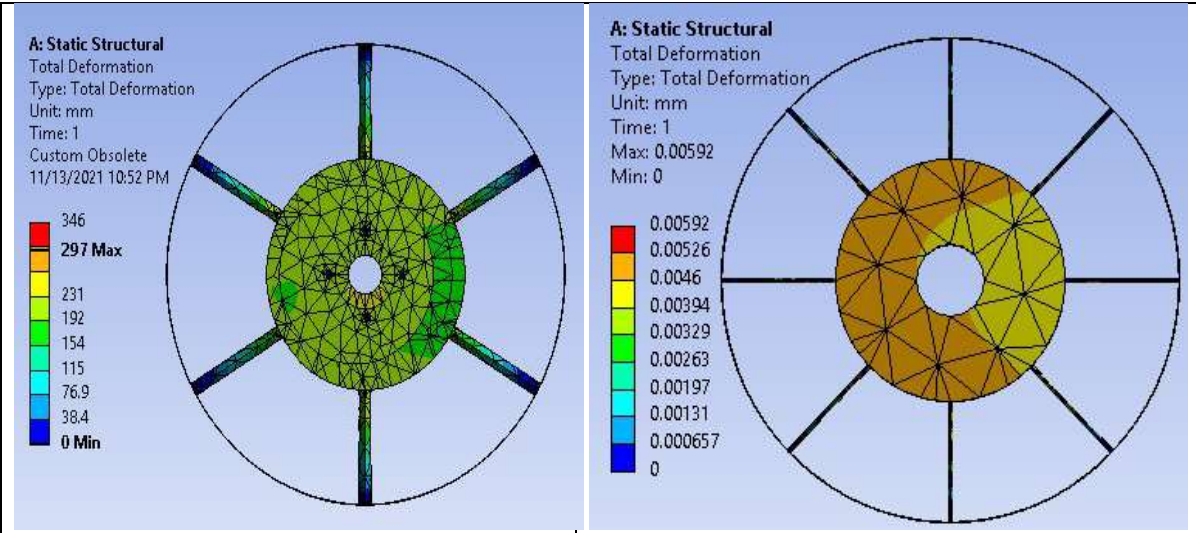 A: Static Structural
Total Deformation
Type: Total Deformation
Unit: mm
Time: 1
Custom Obsolete
11/13/2021 10:52 PM
346
297 Max
231
192
154
115
76.9
38.4
0 Min
A: Static Structural
Total Deformation
Type: Total Deformation
Unit: mm
Time: 1
Max: 0.00592
Min: 0
0.00592
0.00526
0.0046
0.00394
0.00329
0.00263
0.00197
0.00131
0.000657
0